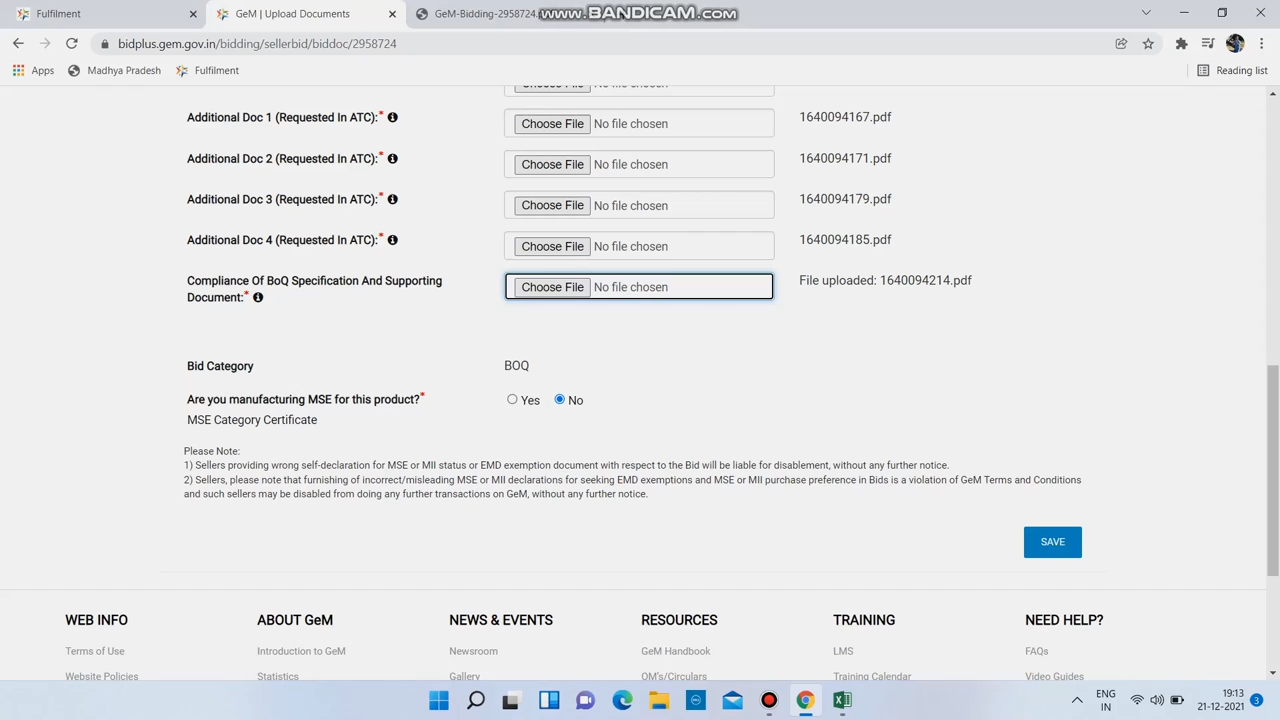 Fulfilment
GeM | Upload Documents
GeM-Bidding-2958724.
www.BANDICAM.com
bidplus.gem.gov.in/bidding/sellerbid/biddoc/2958724
Apps
Madhya Pradesh
Fulfilment
Reading list
Additional Doc 1 (Requested In ATC):*
Choose File No file chosen
1640094167.pdf
Additional Doc 2 (Requested In ATC):*
Choose File No file chosen
1640094171.pdf
Additional Doc 3 (Requested In ATC):*
Choose File No file chosen
1640094179.pdf
Additional Doc 4 (Requested In ATC):*
Choose File No file chosen
1640094185.pdf
Compliance Of BoQ Specification And Supporting
Document:*
Choose File No file chosen
File uploaded: 1640094214.pdf
Bid Category
BOQ
Are you manufacturing MSE for this product?*
Yes No
MSE Category Certificate
Please Note:
1) Sellers providing wrong self-declaration for MSE or MII status or EMD exemption document with respect to the Bid will be liable for disablement, without any further notice.
2) Sellers, please note that furnishing of incorrect/misleading MSE or MII declarations for seeking EMD exemptions and MSE or MII purchase preference in Bids is a violation of GeM Terms and Conditions
and such sellers may be disabled from doing any further transactions on GeM, without any further notice.
SAVE
WEB INFO
ABOUT GeM
NEWS & EVENTS
RESOURCES
TRAINING
NEED HELP?
Terms of Use
Introduction to GeM
Newsroom
GeM Handbook
LMS
FAQs
Website Policies
Statistics
Gallery
OM's/Circulars
Training Calendar
Video Guides
ENG
IN
19:13
21-12-2021
3